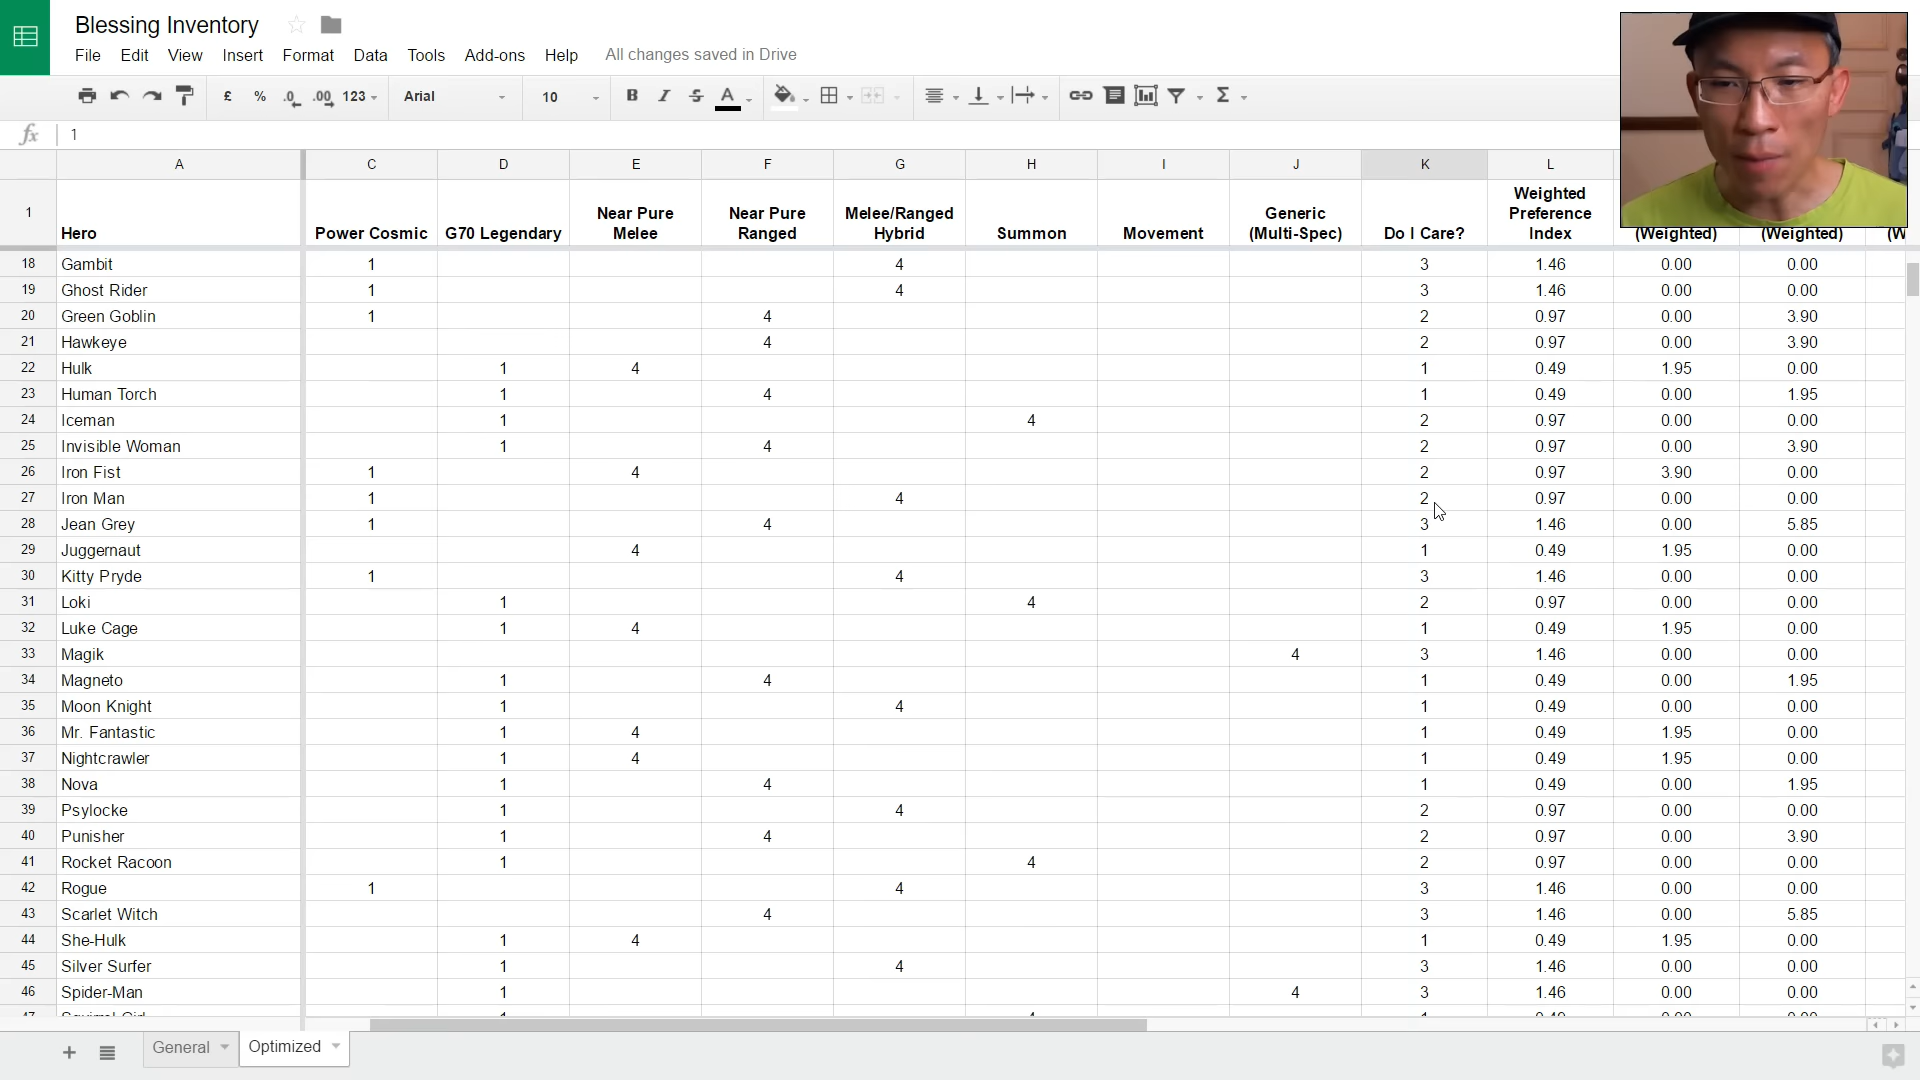 Blessing Inventory
File Edit View Insert Format Data Tools Add-ons Help All changes saved in Drive
£ % .0 .00 123 Arial 10 B I S A Σ
fx 1
A C D E F G H I J K L
1 Hero Power Cosmic G70 Legendary Near Pure Melee Near Pure Ranged Melee/Ranged Hybrid Summon Movement Generic (Multi-Spec) Do I Care? Weighted Preference Index (Weighted) (Weighted) (W
18 Gambit 1 4 3 1.46 0.00 0.00
19 Ghost Rider 1 4 3 1.46 0.00 0.00
20 Green Goblin 1 4 2 0.97 0.00 3.90
21 Hawkeye 4 2 0.97 0.00 3.90
22 Hulk 1 4 1 0.49 1.95 0.00
23 Human Torch 1 4 1 0.49 0.00 1.95
24 Iceman 1 4 2 0.97 0.00 0.00
25 Invisible Woman 1 4 2 0.97 0.00 3.90
26 Iron Fist 1 4 2 0.97 3.90 0.00
27 Iron Man 1 4 2 0.97 0.00 0.00
28 Jean Grey 1 4 3 1.46 0.00 5.85
29 Juggernaut 4 1 0.49 1.95 0.00
30 Kitty Pryde 1 4 3 1.46 0.00 0.00
31 Loki 1 4 2 0.97 0.00 0.00
32 Luke Cage 1 4 1 0.49 1.95 0.00
33 Magik 4 3 1.46 0.00 0.00
34 Magneto 1 4 1 0.49 0.00 1.95
35 Moon Knight 1 4 1 0.49 0.00 0.00
36 Mr. Fantastic 1 4 1 0.49 1.95 0.00
37 Nightcrawler 1 4 1 0.49 1.95 0.00
38 Nova 1 4 1 0.49 0.00 1.95
39 Psylocke 1 4 2 0.97 0.00 0.00
40 Punisher 1 4 2 0.97 0.00 3.90
41 Rocket Racoon 1 4 2 0.97 0.00 0.00
42 Rogue 1 4 3 1.46 0.00 0.00
43 Scarlet Witch 4 3 1.46 0.00 5.85
44 She-Hulk 1 4 1 0.49 1.95 0.00
45 Silver Surfer 1 4 3 1.46 0.00 0.00
46 Spider-Man 1 4 3 1.46 0.00 0.00
General Optimized